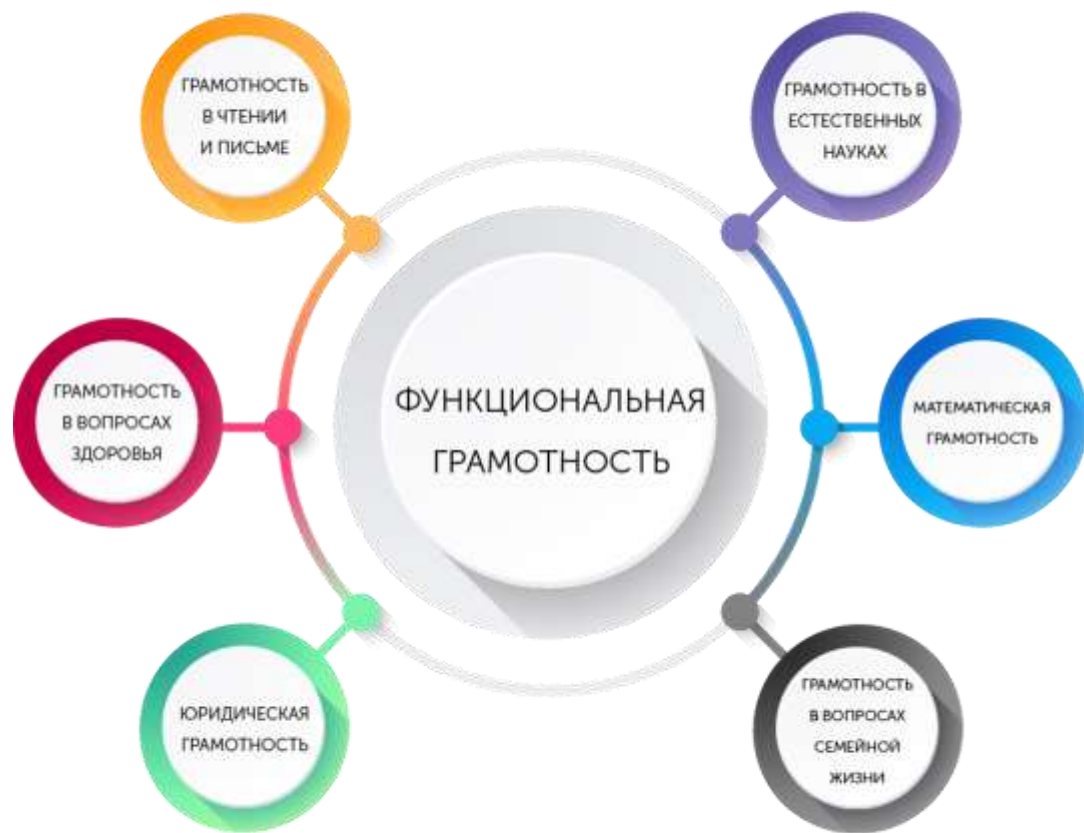 ГРАМОТНОСТЬ
В ЧТЕНИИ
И ПИСЬМЕ
ГРАМОТНОСТЬ В
ЕСТЕСТВЕННЫХ
НАУКАХ
ГРАМОТНОСТЬ
В ВОПРОСАХ
ЗДОРОВЬЯ
ФУНКЦИОНАЛЬНАЯ
ГРАМОТНОСТЬ
МАТЕМАТИЧЕСКАЯ
ГРАМОТНОСТЬ
ЮРИДИЧЕСКАЯ
ГРАМОТНОСТЬ
ГРАМОТНОСТЬ
В ВОПРОСАХ
СЕМЕЙНОЙ
ЖИЗНИ